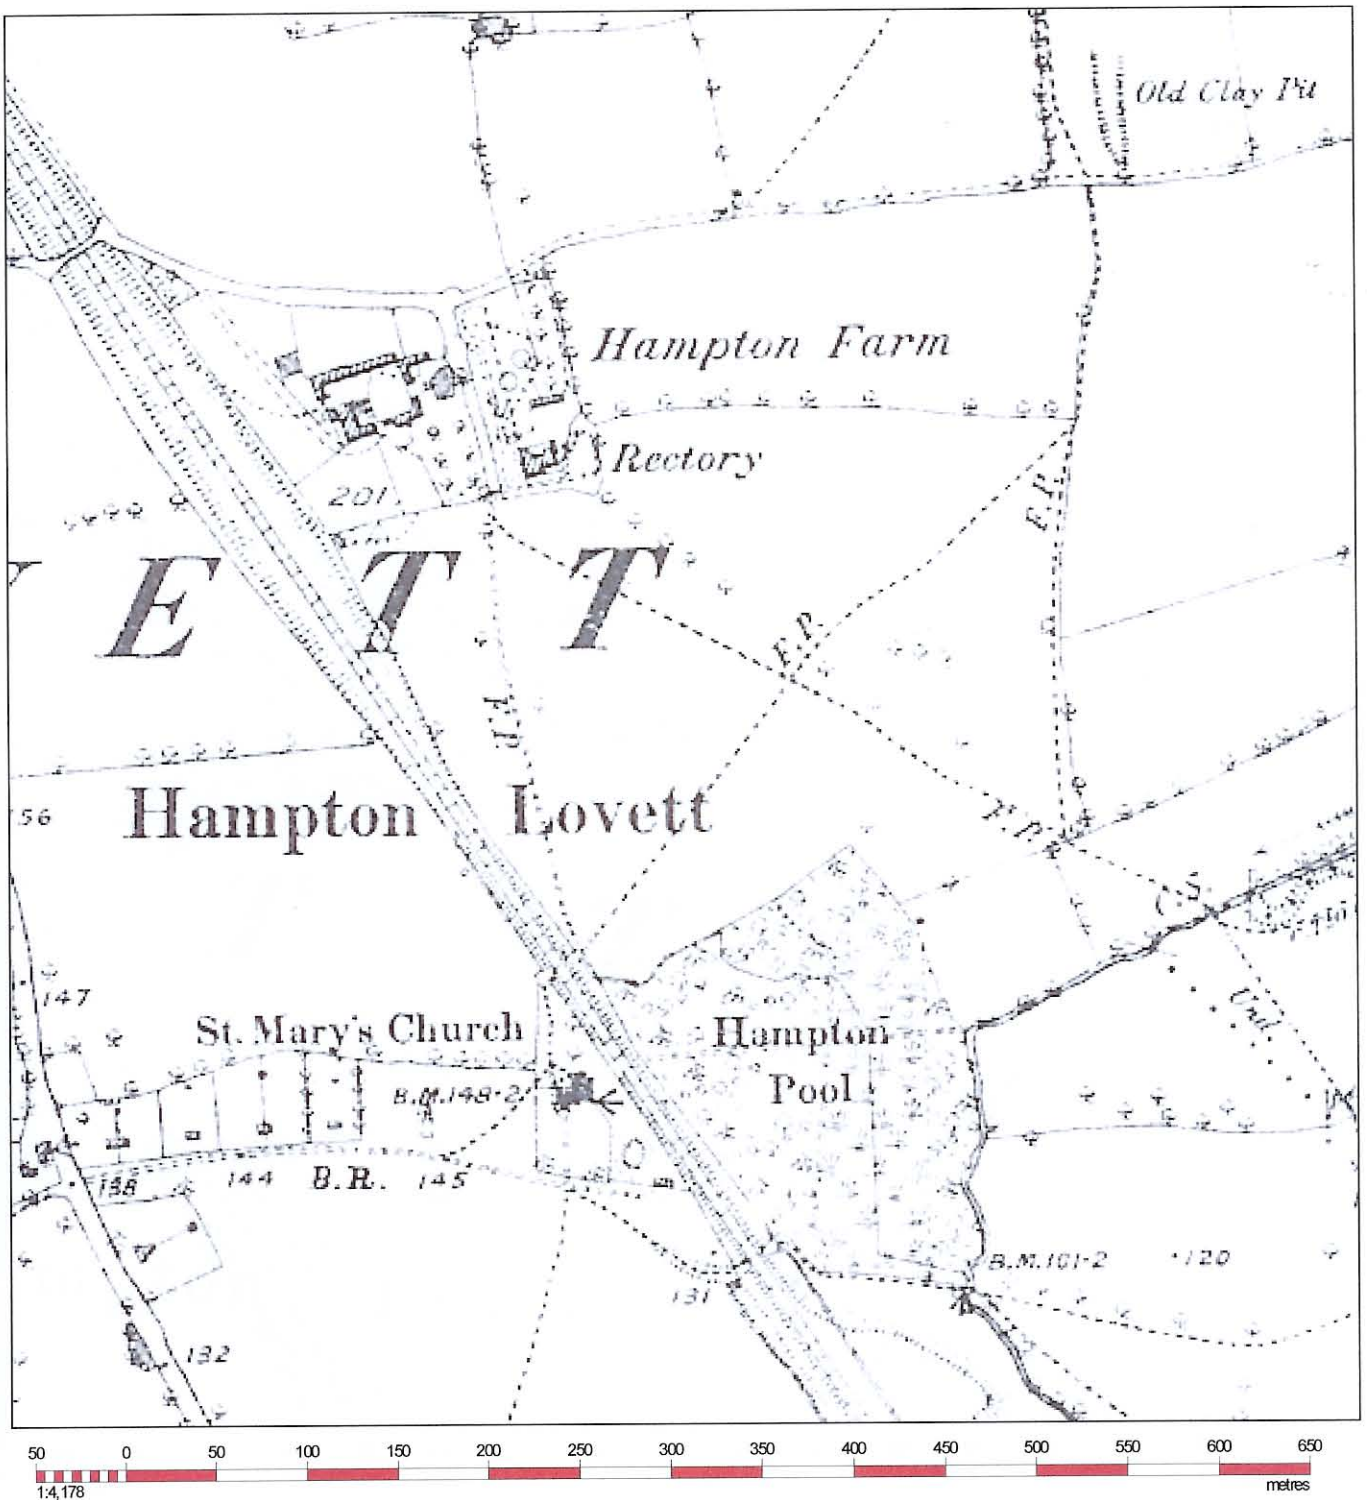 Old Clay Pit
Hampton Farm
Rectory
201
F.P.
E T T
F.P.
F.P.
Hampton Lovett
56
F.P.
147
St. Mary's Church
Hampton
Pool
Und.
B.M.148-2
144
B.R.
145
B.M.101-2
120
131
132
50 0 50 100 150 200 250 300 350 400 450 500 550 600 650
1:4,178
metres